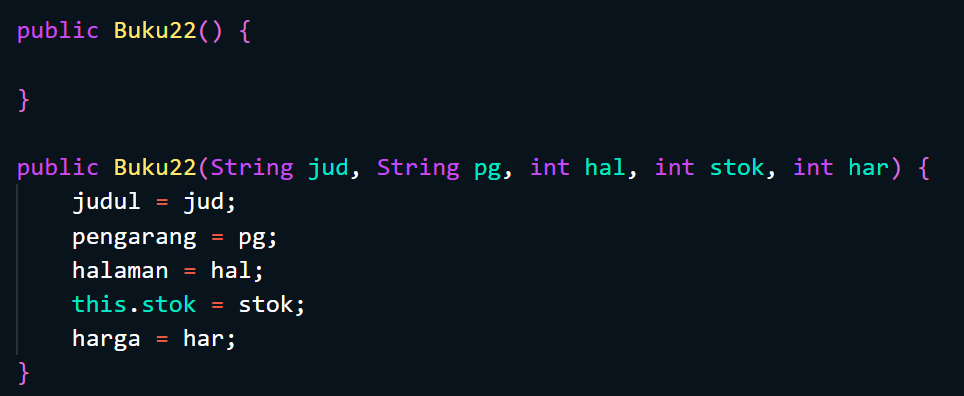 public Buku22() {
}
public Buku22(String jud, String pg, int hal, int stok, int har) {
judul = jud;
pengarang = pg;
halaman = hal;
this.stok = stok;
harga = har;
}